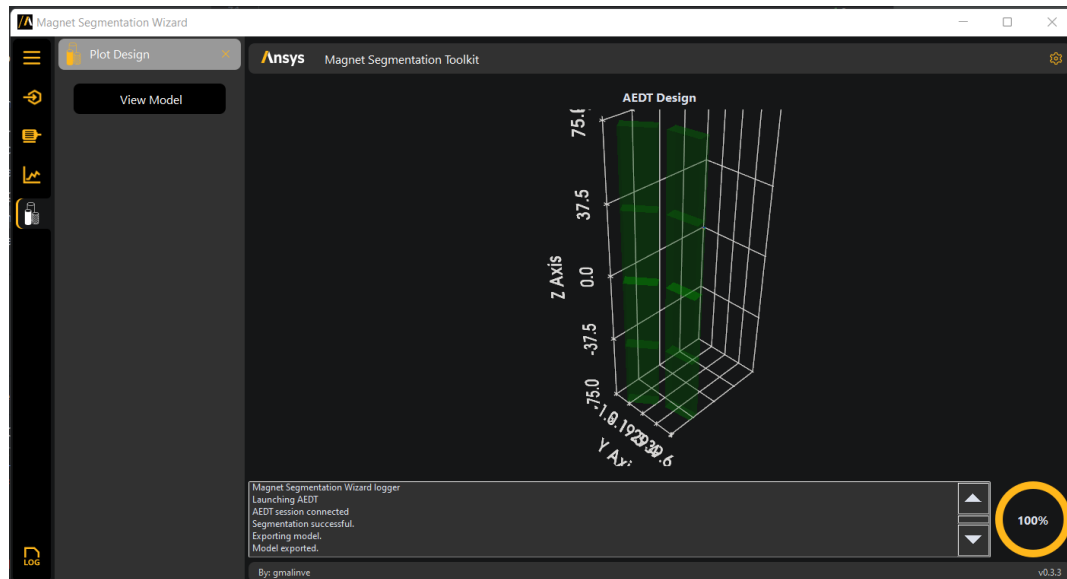 Magnet Segmentation Wizard
Plot Design
Ansys
Magnet Segmentation Toolkit
View Model
AEDT Design
37.5
Z Axis
0.0
-37.5
-75.0
Magnet Segmentation Wizard logger
Launching AEDT
AEDT session connected
Segmentation successful.
Exporting model.
Model exported.
100%
LOG
By: gmalinve
v0.3.3